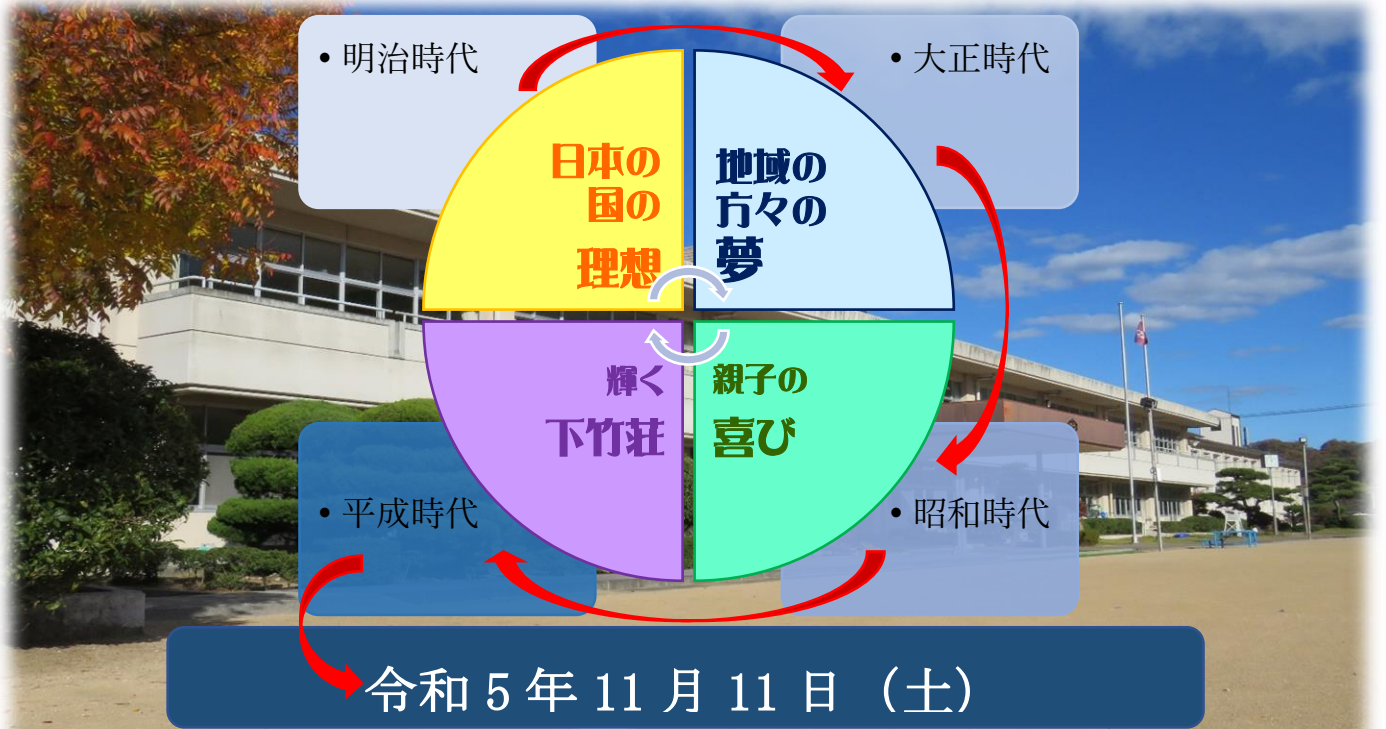 • 明治時代
• 大正時代
日本の
国の
理想
地域の
方々の
夢
輝く
下竹荘
親子の
喜び
• 平成時代
• 昭和時代
令和５年 11 月 11 日（土）